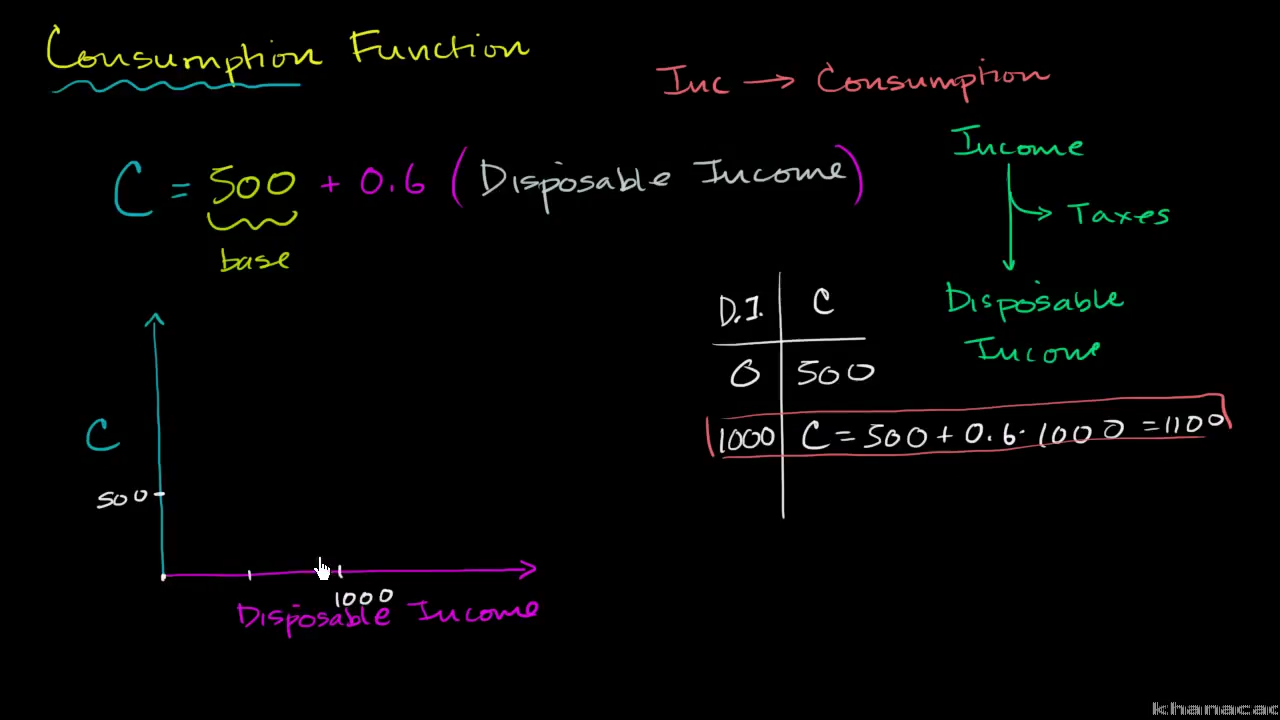 Consumption Function
Inc → Consumption
C = 500 + 0.6 (Disposable Income)
base
Income
Taxes
Disposable
Income
D.I. C
0 500
1000 C = 500 + 0.6 · 1000 = 1100
C
500
1000
Disposable Income
khanacac